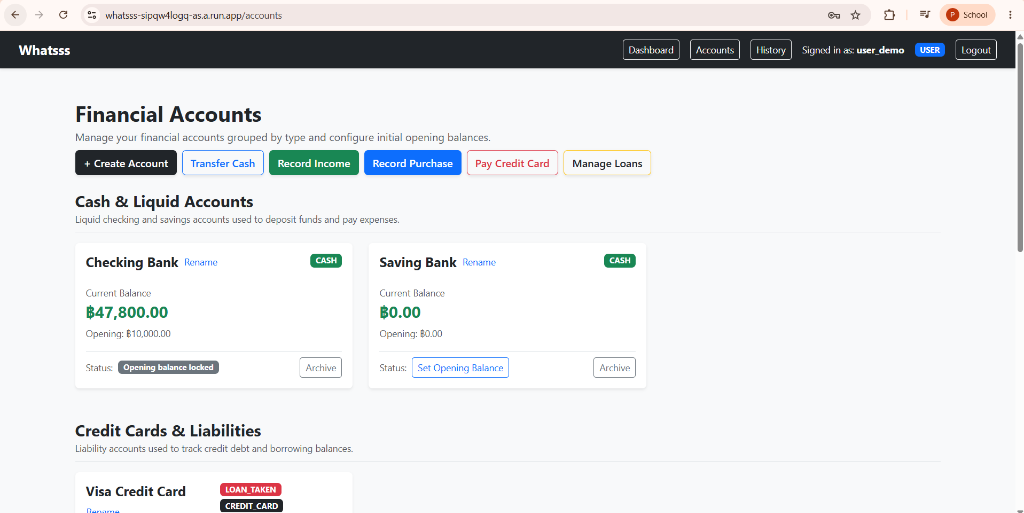 whatsss-sipqw4logq-as.a.run.app/accounts
P School
Whatsss Dashboard Accounts History Signed in as: user_demo USER Logout
Financial Accounts
Manage your financial accounts grouped by type and configure initial opening balances.
+ Create Account Transfer Cash Record Income Record Purchase Pay Credit Card Manage Loans
Cash & Liquid Accounts
Liquid checking and savings accounts used to deposit funds and pay expenses.
Checking Bank Rename CASH
Current Balance
฿47,800.00
Opening: ฿10,000.00
Status: Opening balance locked Archive
Saving Bank Rename CASH
Current Balance
฿0.00
Opening: ฿0.00
Status: Set Opening Balance Archive
Credit Cards & Liabilities
Liability accounts used to track credit debt and borrowing balances.
Visa Credit Card LOAN_TAKEN
Rename CREDIT_CARD